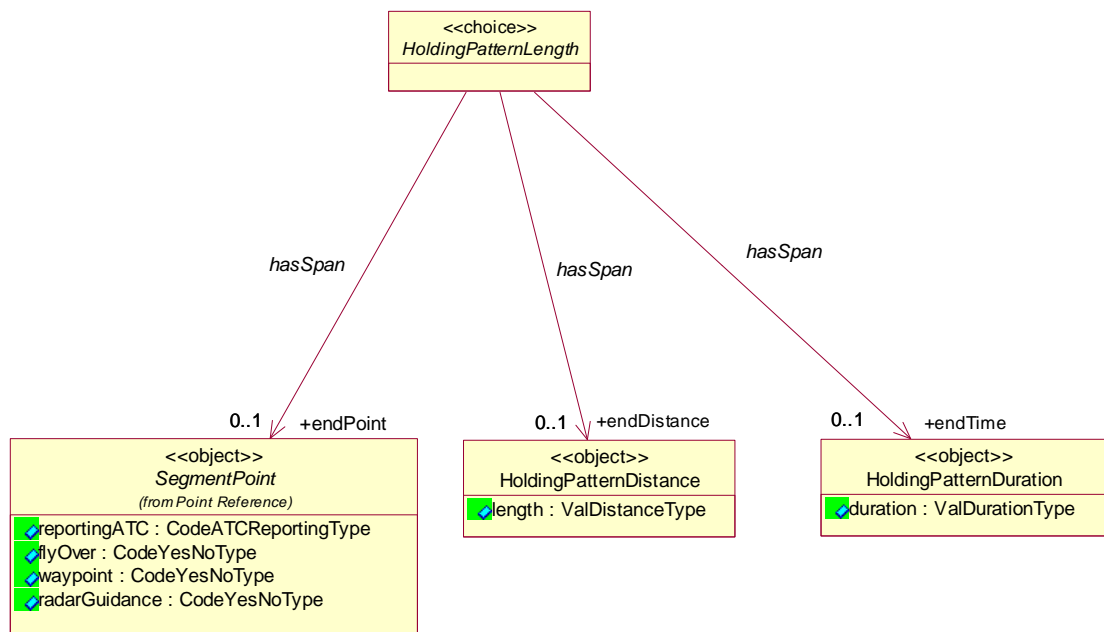 <<choice>>
HoldingPatternLength
hasSpan
hasSpan
hasSpan
0..1
+endPoint
0..1
+endDistance
0..1
+endTime
<<object>>
SegmentPoint
(from Point Reference)
reportingATC : CodeATCReportingType
flyOver : CodeYesNoType
waypoint : CodeYesNoType
radarGuidance : CodeYesNoType
<<object>>
HoldingPatternDistance
length : ValDistanceType
<<object>>
HoldingPatternDuration
duration : ValDurationType